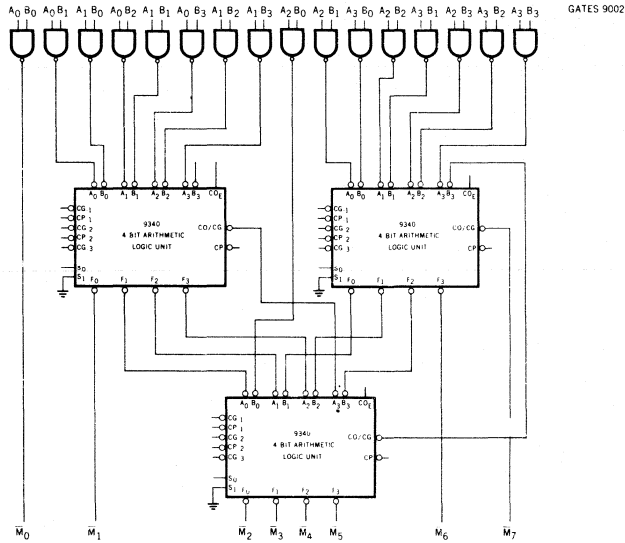 GATES 9002
A0 B0 A0 B1 A1 B0 A0 B2 A1 B1 A0 B3 A1 B2 A1 B3 A2 B0 A2 B1 A3 B0 A2 B2 A3 B1 A2 B3 A3 B2 A3 B3
A0 B0 A1 B1 A2 B2 A3 B3 COE
CG 1
CP 1
CG 2
CP 2
CG 3
9340
4 BIT ARITHMETIC
LOGIC UNIT
CO/CG
CP
S0
S1
F0 F1 F2 F3
A0 B0 A1 B1 A2 B2 A3 B3 COE
CG 1
CP 1
CG 2
CP 2
CG 3
9340
4 BIT ARITHMETIC
LOGIC UNIT
CO/CG
CP
S0
S1
F0 F1 F2 F3
A0 B0 A1 B1 A2 B2 A3 B3 COE
CG 1
CP 1
CG 2
CP 2
CG 3
9340
4 BIT ARITHMETIC
LOGIC UNIT
CO/CG
CP
S0
S1
F0 F1 F2 F3
M̅0 M̅1 M̅2 M̅3 M̅4 M̅5 M6 M̅7